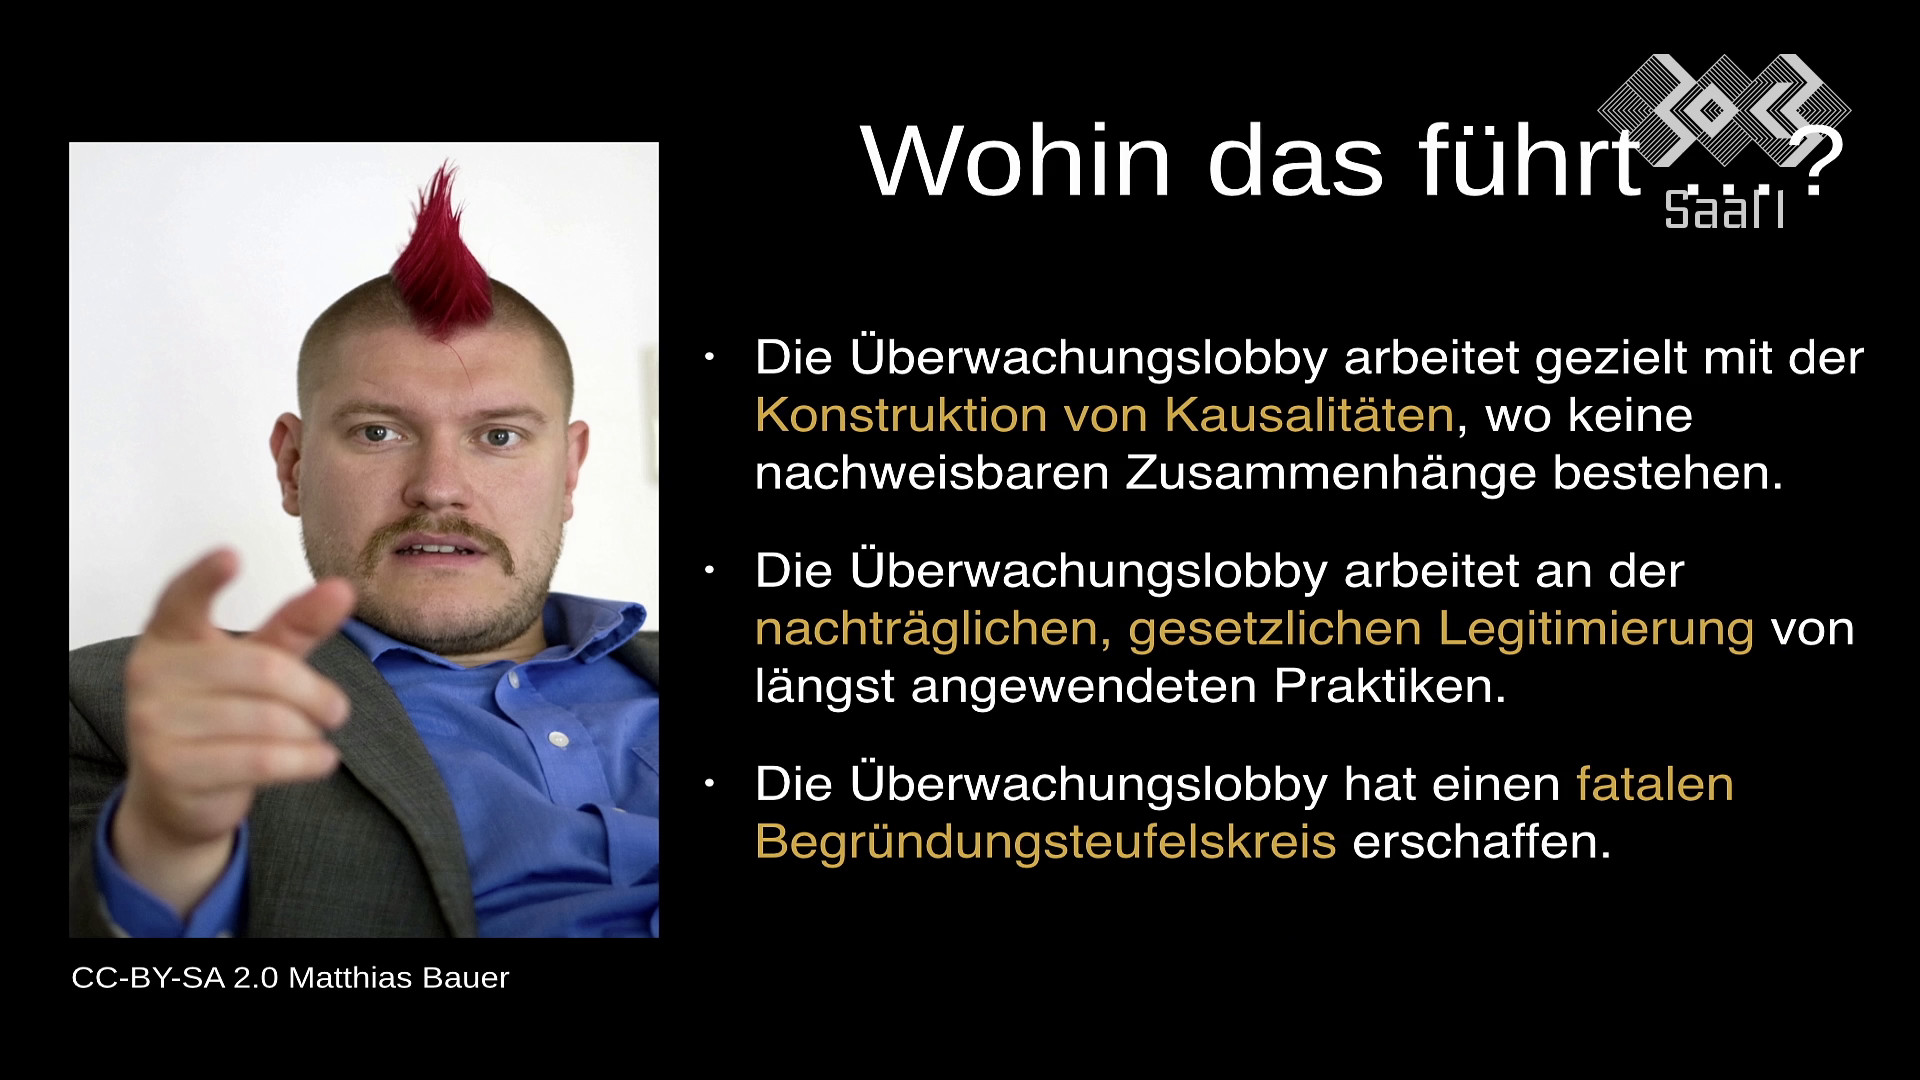 Wohin das führt ... ?
Saal 1
• Die Überwachungslobby arbeitet gezielt mit der
Konstruktion von Kausalitäten, wo keine
nachweisbaren Zusammenhänge bestehen.
• Die Überwachungslobby arbeitet an der
nachträglichen, gesetzlichen Legitimierung von
längst angewendeten Praktiken.
• Die Überwachungslobby hat einen fatalen
Begründungsteufelskreis erschaffen.
CC-BY-SA 2.0 Matthias Bauer